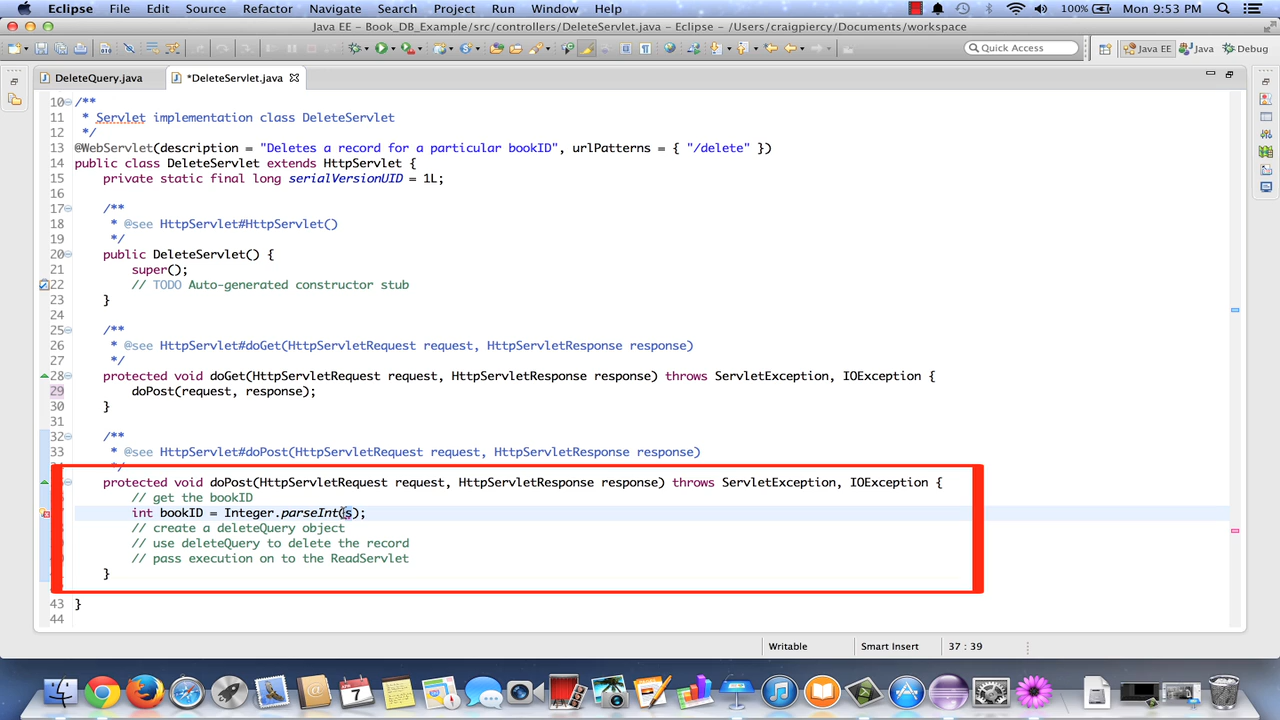 Eclipse File Edit Refactor Navigate Search Project Run Window Help 100% Mon 9:53 PM
Java EE - Book_DB_Example/src/controllers/DeleteServlet.java - Eclipse - /Users/craigpiercy/Documents/workspace
Quick Access Java EE Java Debug
DeleteQuery.java *DeleteServlet.java
10 /**
11 * Servlet implementation class DeleteServlet
12 */
13 @WebServlet(description = "Deletes a record for a particular bookID", urlPatterns = { "/delete" })
14 public class DeleteServlet extends HttpServlet {
15 private static final long serialVersionUID = 1L;
16
17 /**
18 * @see HttpServlet#HttpServlet()
19 */
20 public DeleteServlet() {
21 super();
22 // TODO Auto-generated constructor stub
23 }
24
25 /**
26 * @see HttpServlet#doGet(HttpServletRequest request, HttpServletResponse response)
27 */
28 protected void doGet(HttpServletRequest request, HttpServletResponse response) throws ServletException, IOException {
29 doPost(request, response);
30 }
31
32 /**
33 * @see HttpServlet#doPost(HttpServletRequest request, HttpServletResponse response)
*/
protected void doPost(HttpServletRequest request, HttpServletResponse response) throws ServletException, IOException {
// get the bookID
int bookID = Integer.parseInt(s);
// create a deleteQuery object
// use deleteQuery to delete the record
// pass execution on to the ReadServlet
}
43 }
44
Writable Smart Insert 37 : 39
7